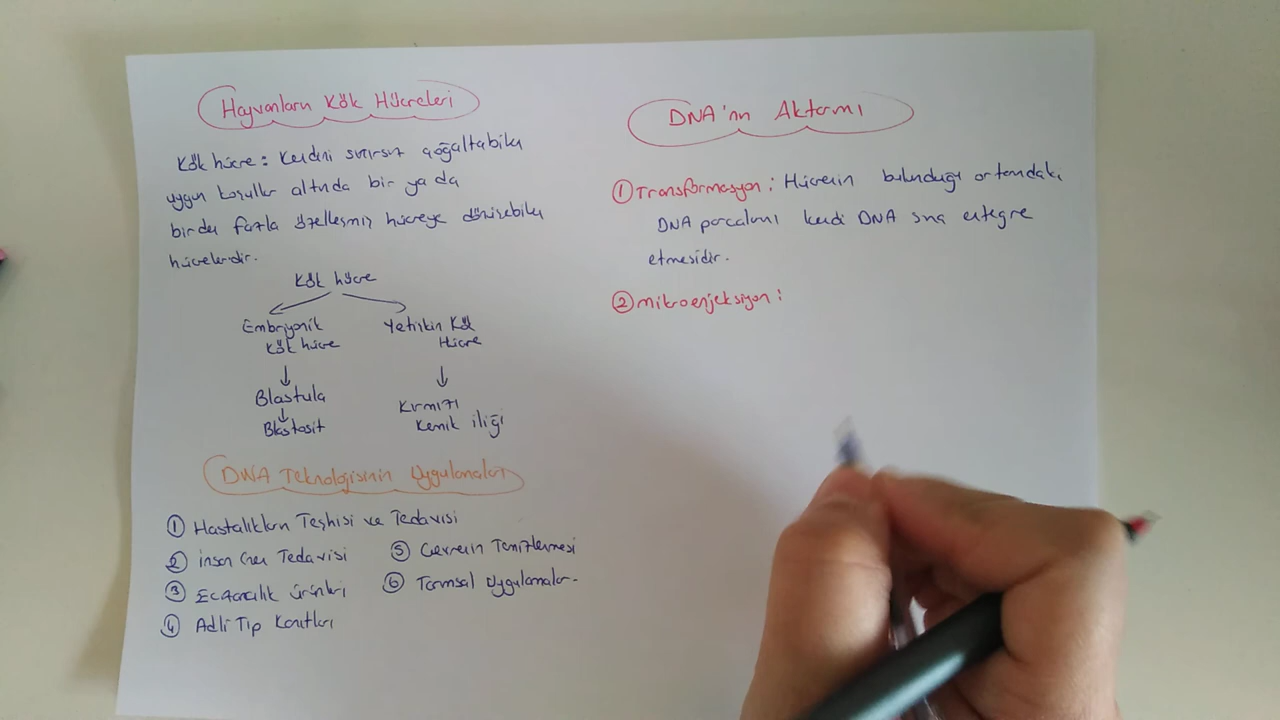 Hayvanların Kök Hücreleri
Kök hücre: Kendini sınırsız çoğaltabilen
uygun koşullar altında bir ya da
birden fazla özelleşmiş hücreye dönüşebilen
hücrelerdir.
Kök hücre
Embriyonik
Kök hücre
Yetişkin Kök
Hücre
Blastula
Blastosit
Kırmızı
Kemik iliği
DNA Teknolojisinin Uygulamaları
① Hastalıkların Teşhisi ve Tedavisi
② insan Gen Tedavisi
③ Eczacılık ürünleri
④ Adli Tıp Kanıtları
⑤ Çevrenin Temizlenmesi
⑥ Tarımsal Uygulamalar.
DNA'nın Aktarımı
① Transformasyon: Hücrenin bulunduğu ortamdaki
DNA parçalarını kendi DNA sına entegre
etmesidir.
② mikroenjeksiyon: